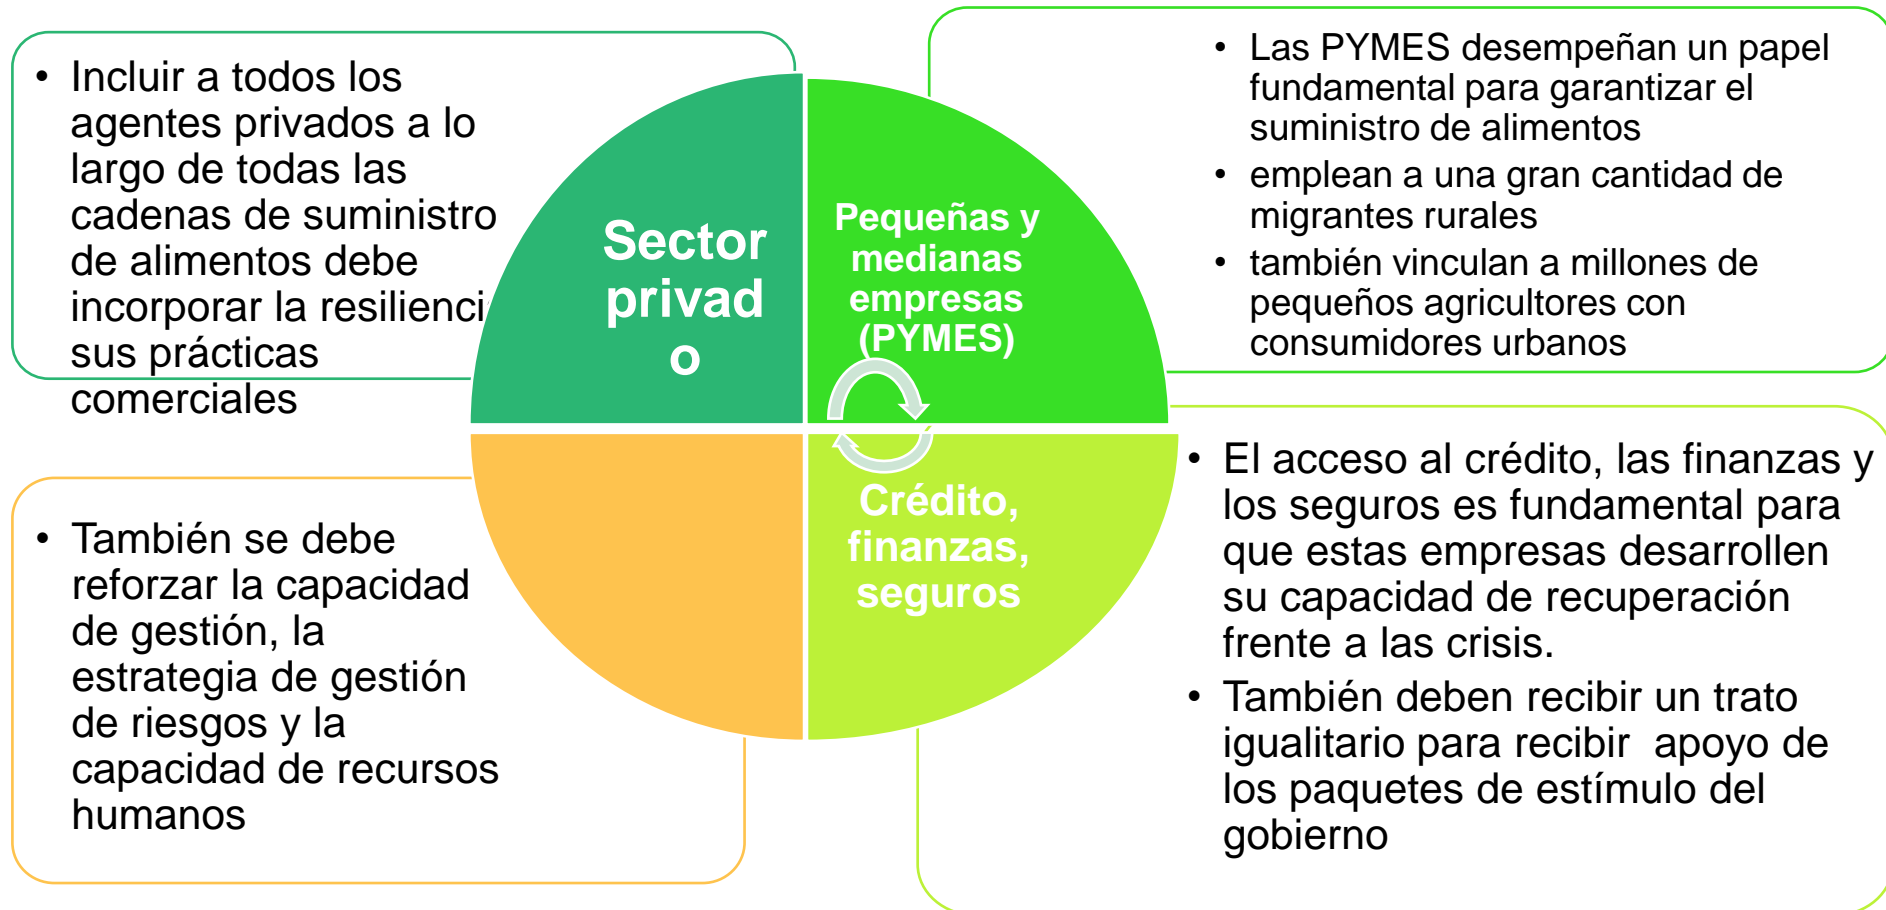 • Incluir a todos los
agentes privados a lo
largo de todas las
cadenas de suministro
de alimentos debe
incorporar la resilienci
sus prácticas
comerciales
Sector
privad
o
Pequeñas y
medianas
empresas
(PYMES)
• Las PYMES desempeñan un papel
fundamental para garantizar el
suministro de alimentos
• emplean a una gran cantidad de
migrantes rurales
• también vinculan a millones de
pequeños agricultores con
consumidores urbanos
• También se debe
reforzar la capacidad
de gestión, la
estrategia de gestión
de riesgos y la
capacidad de recursos
humanos
Crédito,
finanzas,
seguros
• El acceso al crédito, las finanzas y
los seguros es fundamental para
que estas empresas desarrollen
su capacidad de recuperación
frente a las crisis.
• También deben recibir un trato
igualitario para recibir  apoyo de
los paquetes de estímulo del
gobierno